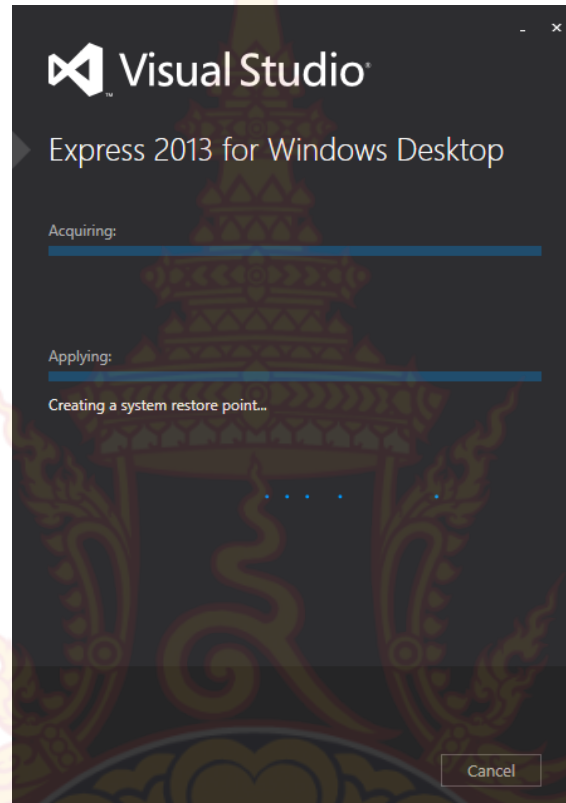 Visual Studio®
Express 2013 for Windows Desktop
Acquiring:
Applying:
Creating a system restore point...
Cancel